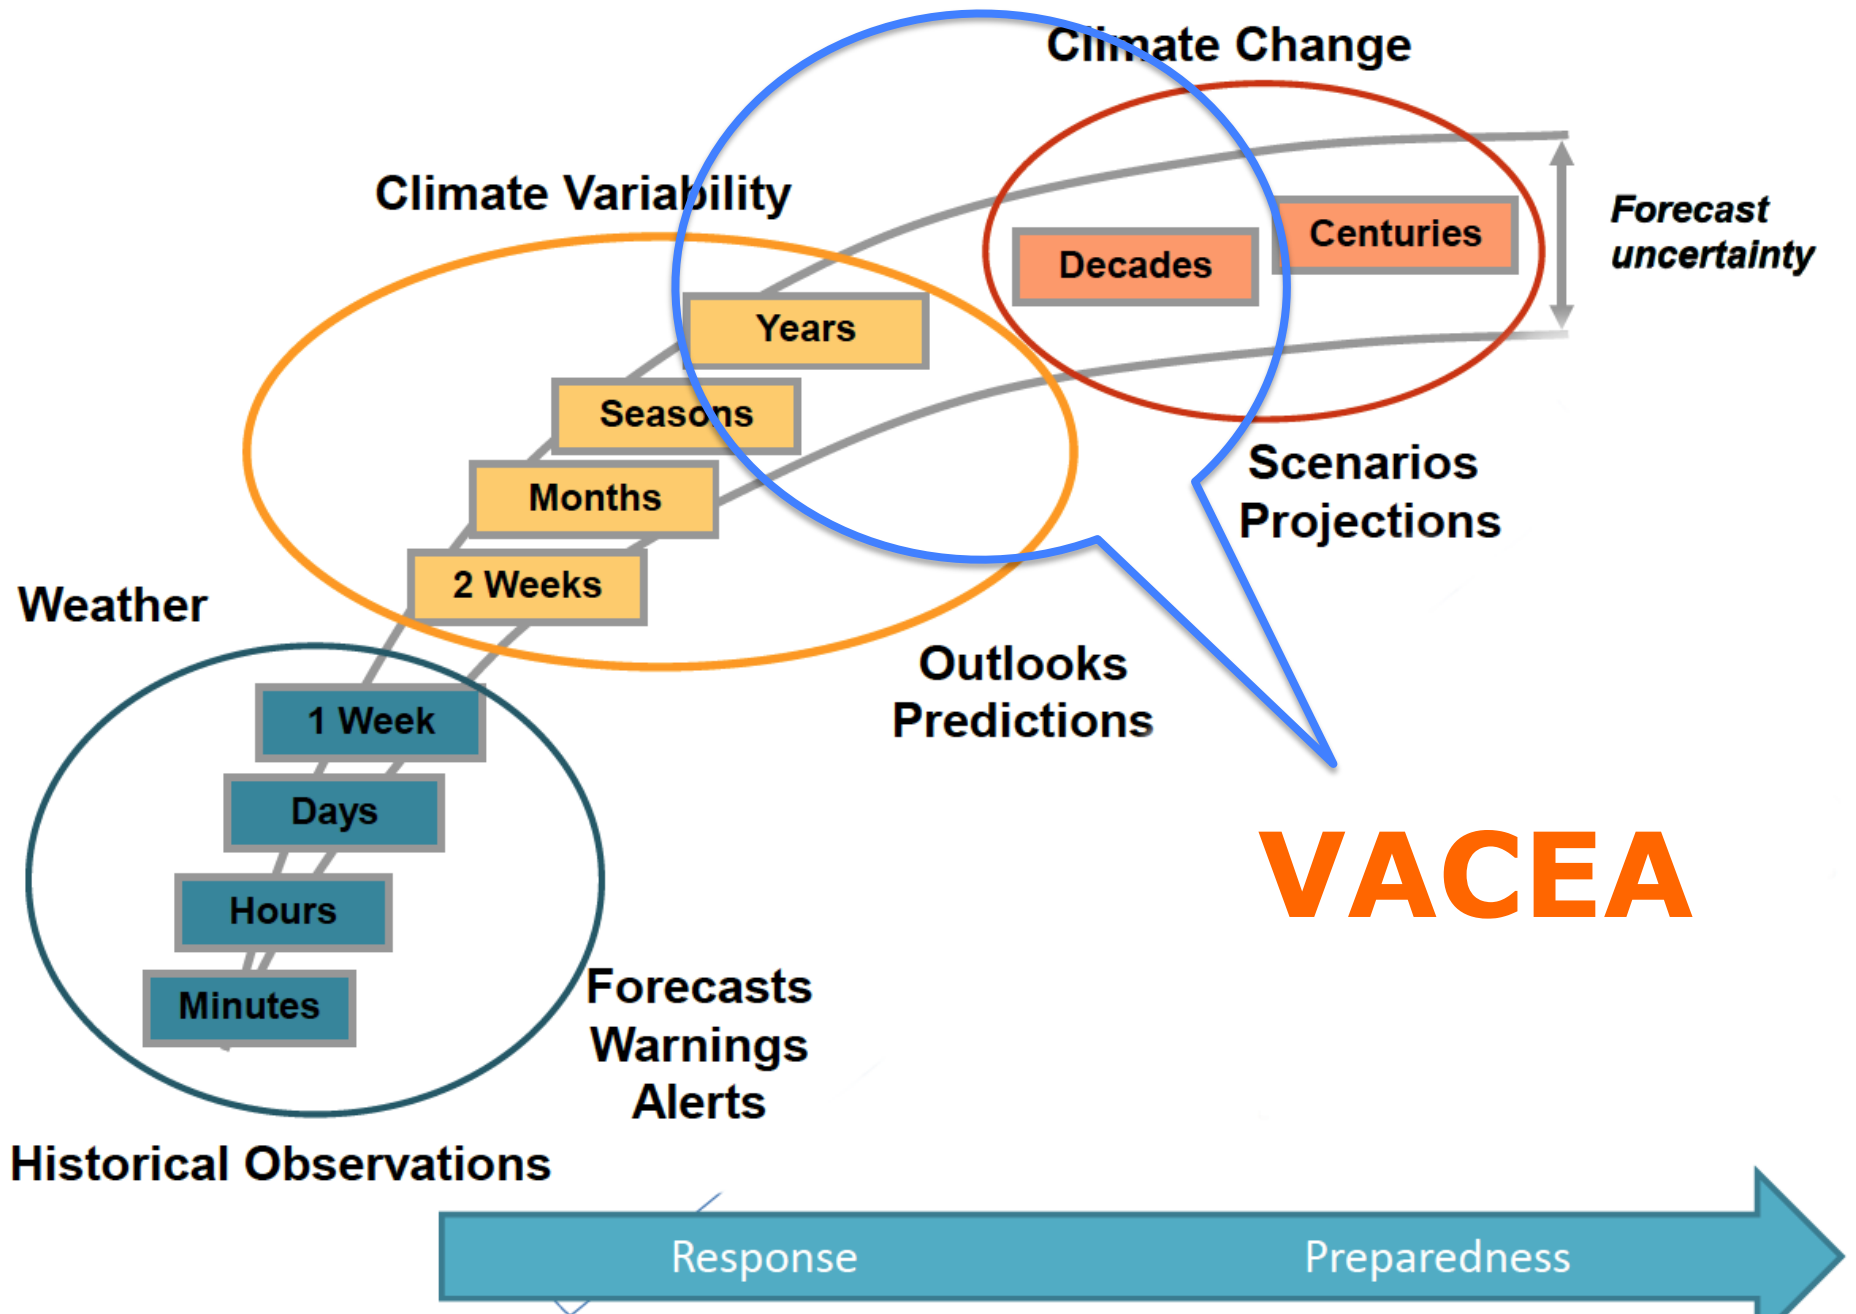 Climate Change
Climate Variability
Centuries
Forecast
uncertainty
Decades
Years
Seasons
Scenarios
Projections
Months
2 Weeks
Weather
Outlooks
Predictions
1 Week
Days
VACEA
Hours
Minutes
Forecasts
Warnings
Alerts
Historical Observations
Response
Preparedness